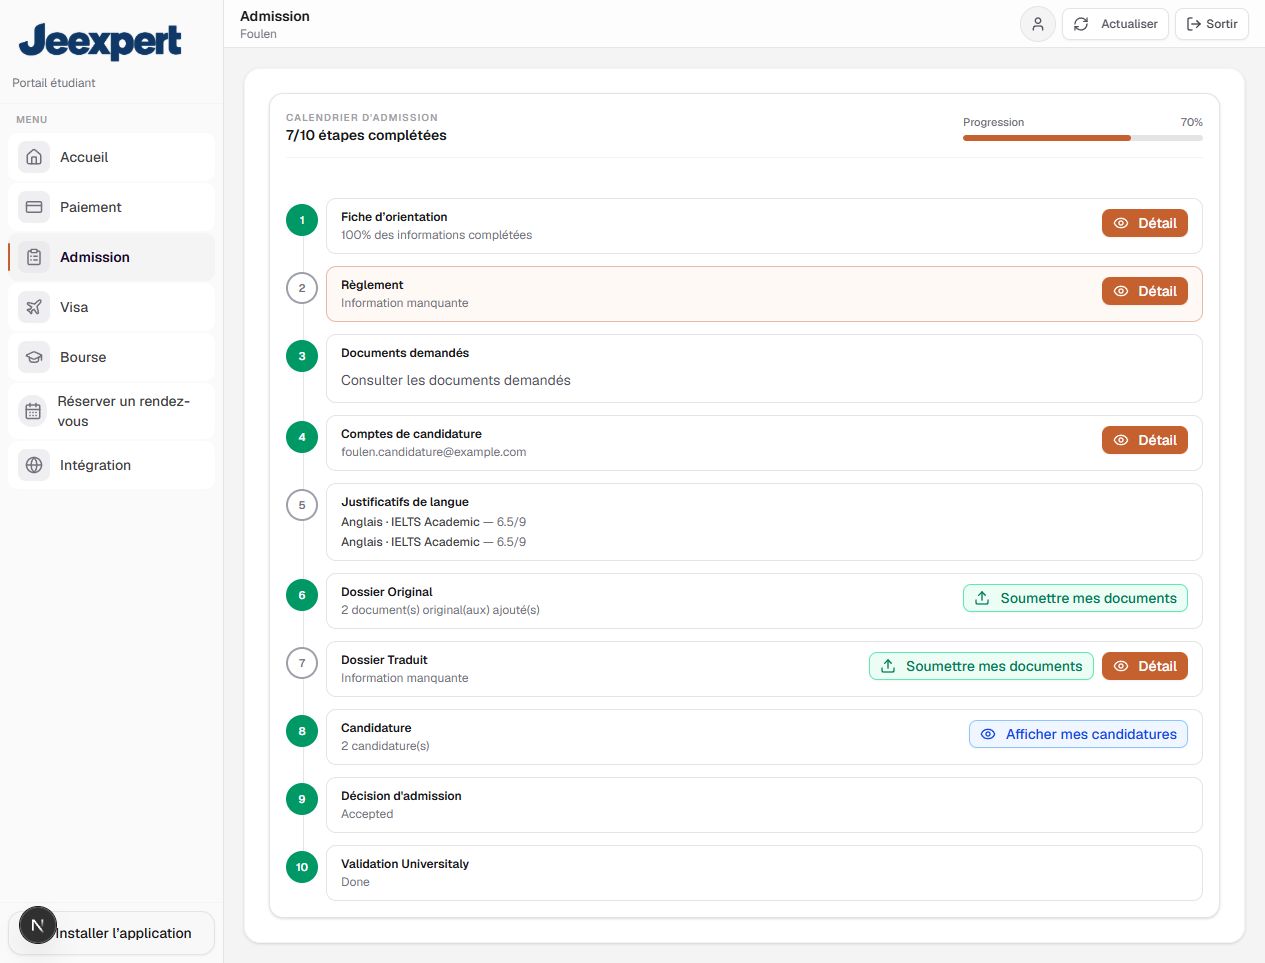 Jeexpert
Portail étudiant
MENU
Accueil
Paiement
Admission
Visa
Bourse
Réserver un rendez-
vous
Intégration
N
Installer l'application
Admission
Foulen
Actualiser
Sortir
CALENDRIER D'ADMISSION
7/10 étapes complétées
Progression 70%
1
Fiche d'orientation
100% des informations complétées
Détail
2
Règlement
Information manquante
Détail
3
Documents demandés
Consulter les documents demandés
4
Comptes de candidature
foulen.candidature@example.com
Détail
5
Justificatifs de langue
Anglais · IELTS Academic — 6.5/9
Anglais · IELTS Academic — 6.5/9
6
Dossier Original
2 document(s) original(aux) ajouté(s)
Soumettre mes documents
7
Dossier Traduit
Information manquante
Soumettre mes documents
Détail
8
Candidature
2 candidature(s)
Afficher mes candidatures
9
Décision d'admission
Accepted
10
Validation Universitaly
Done